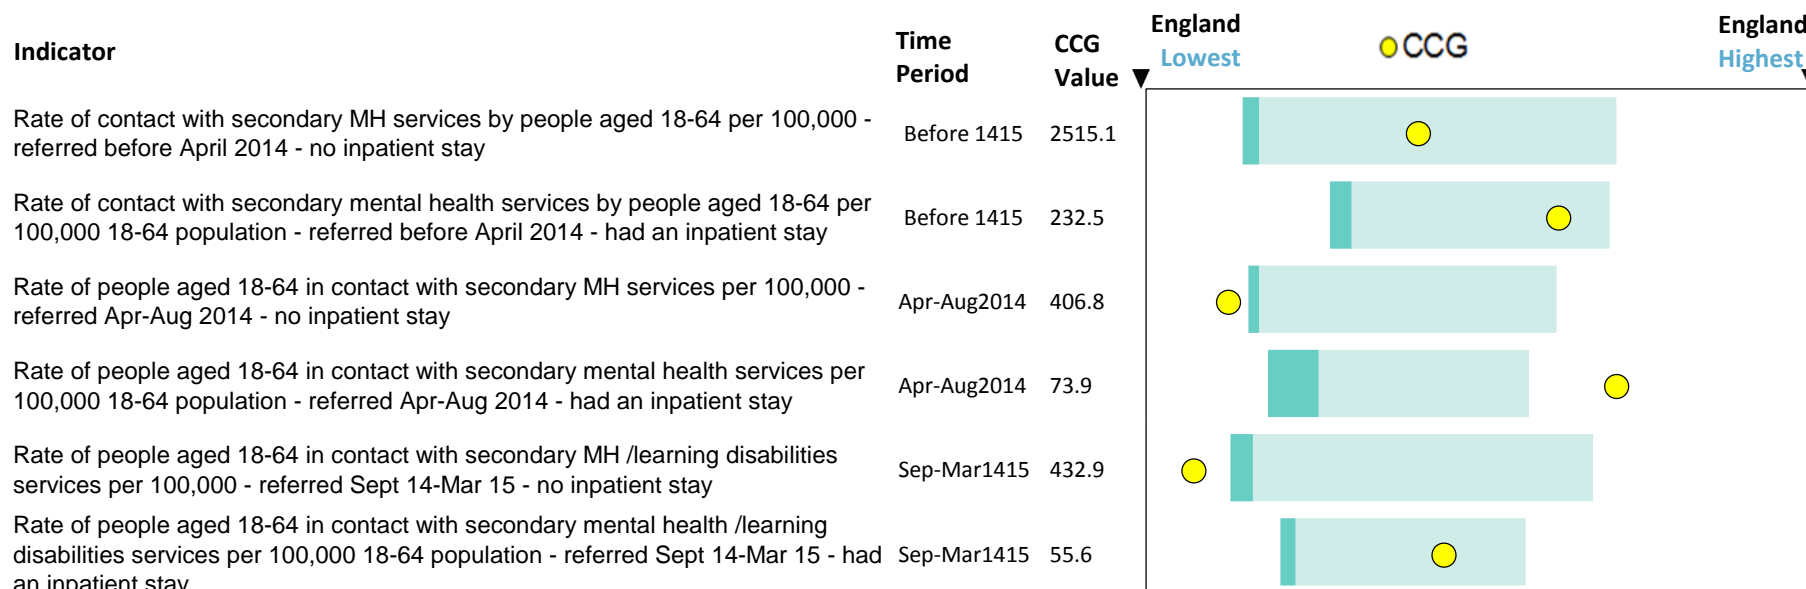 Indicator
Time Period
CCG Value
England Lowest
CCG
England Highest
Rate of contact with secondary MH services by people aged 18-64 per 100,000 -
referred before April 2014 - no inpatient stay
Before 1415 2515.1
Rate of contact with secondary mental health services by people aged 18-64 per
100,000 18-64 population - referred before April 2014 - had an inpatient stay
Before 1415 232.5
Rate of people aged 18-64 in contact with secondary MH services per 100,000 -
referred Apr-Aug 2014 - no inpatient stay
Apr-Aug2014 406.8
Rate of people aged 18-64 in contact with secondary mental health services per
100,000 18-64 population - referred Apr-Aug 2014 - had an inpatient stay
Apr-Aug2014 73.9
Rate of people aged 18-64 in contact with secondary MH /learning disabilities
services per 100,000 - referred Sept 14-Mar 15 - no inpatient stay
Sep-Mar1415 432.9
Rate of people aged 18-64 in contact with secondary mental health /learning
disabilities services per 100,000 18-64 population - referred Sept 14-Mar 15 - had
an inpatient stay
Sep-Mar1415 55.6